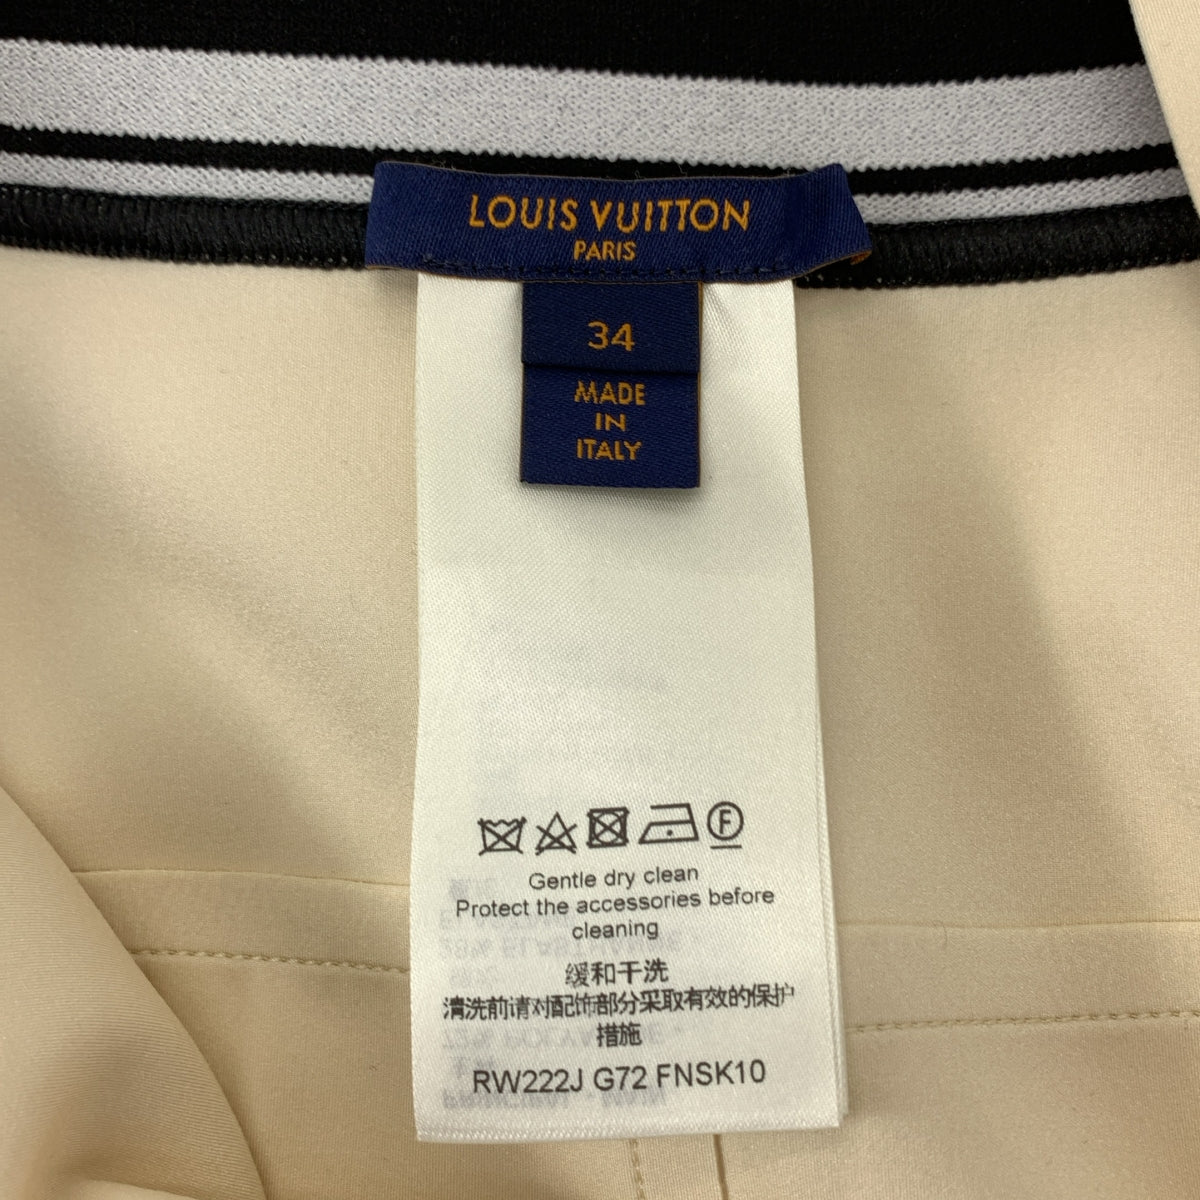 LOUIS VUITTON
PARIS
34
MADE
IN
ITALY
F
Gentle dry clean
Protect the accessories before
cleaning
缓和干洗
清洗前请对配饰部分采取有效的保护
措施
RW222J G72 FNSK10